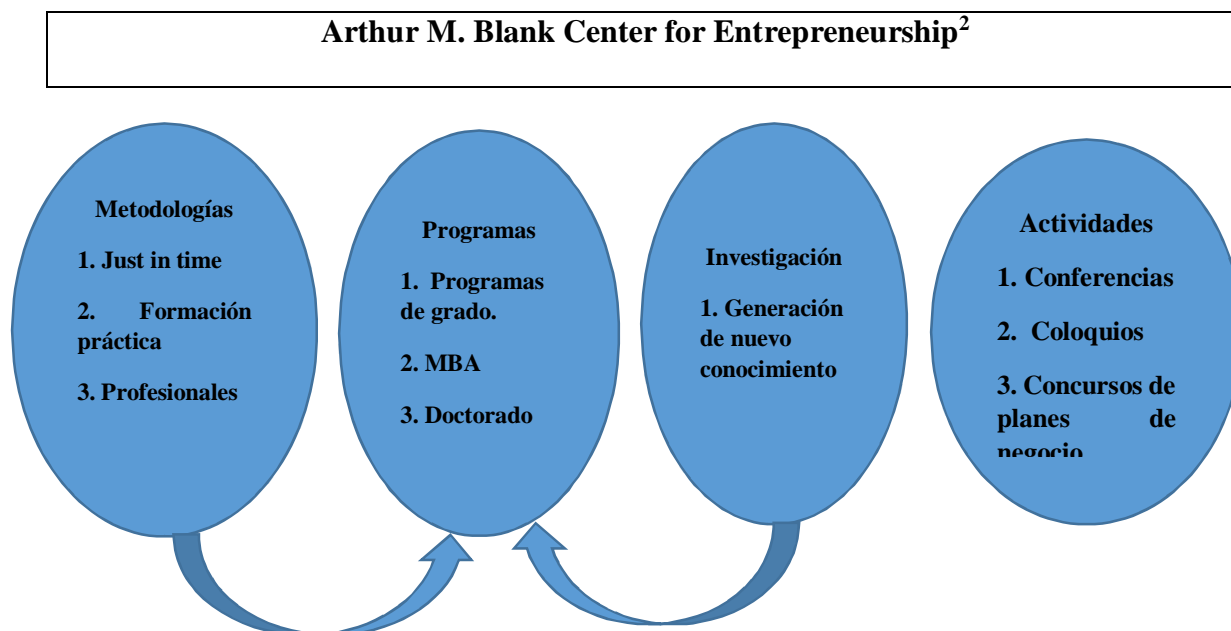 Arthur M. Blank Center for Entrepreneurship²
Metodologías
1. Just in time
2. Formación
práctica
3. Profesionales
Programas
1. Programas
de grado.
2. MBA
3. Doctorado
Investigación
1. Generación
de nuevo
conocimiento
Actividades
1. Conferencias
2. Coloquios
3. Concursos de
planes de
negocio